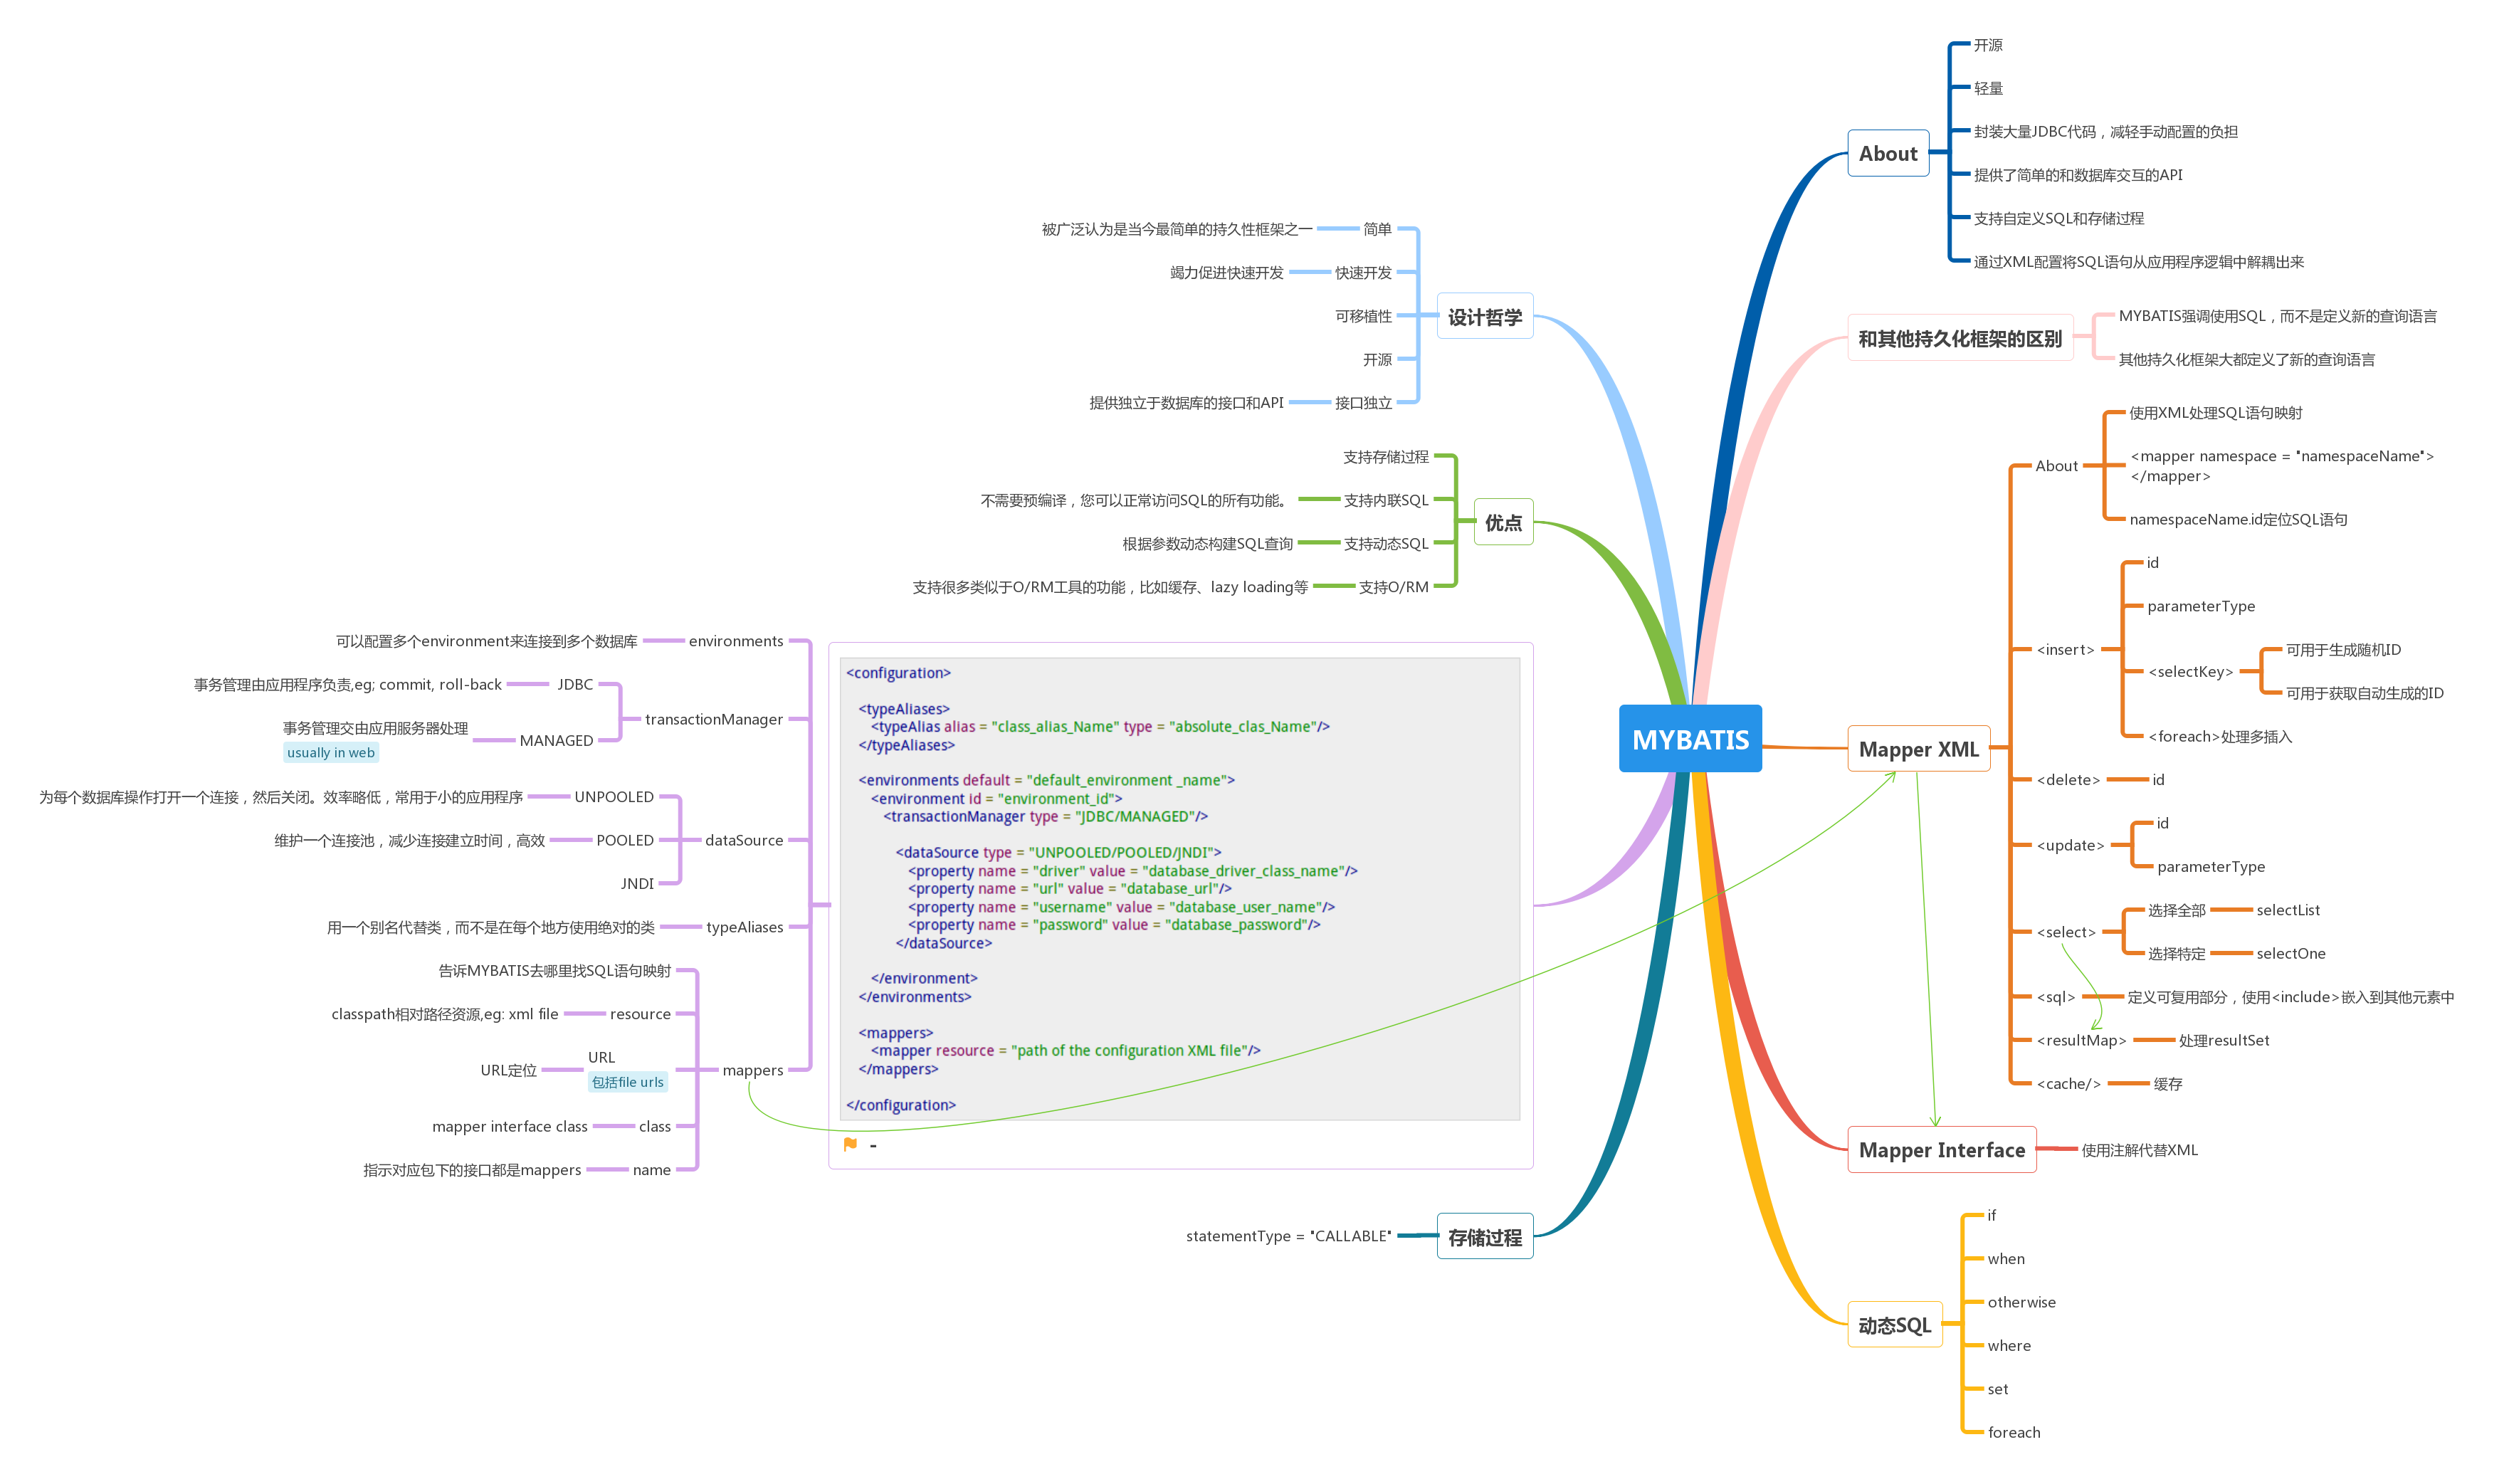 MYBATIS
About
开源
轻量
封装大量JDBC代码，减轻手动配置的负担
提供了简单的和数据库交互的API
支持自定义SQL和存储过程
通过XML配置将SQL语句从应用程序逻辑中解耦出来
和其他持久化框架的区别
MYBATIS强调使用SQL，而不是定义新的查询语言
其他持久化框架大都定义了新的查询语言
Mapper XML
About
使用XML处理SQL语句映射
<mapper namespace = "namespaceName">
</mapper>
namespaceName.id定位SQL语句
<insert>
id
parameterType
<selectKey>
可用于生成随机ID
可用于获取自动生成的ID
<foreach>处理多插入
<delete>
id
<update>
id
parameterType
<select>
选择全部
selectList
选择特定
selectOne
<sql>
定义可复用部分，使用<include>嵌入到其他元素中
<resultMap>
处理resultSet
<cache/>
缓存
Mapper Interface
使用注解代替XML
动态SQL
if
when
otherwise
where
set
foreach
设计哲学
简单
被广泛认为是当今最简单的持久性框架之一
快速开发
竭力促进快速开发
可移植性
开源
接口独立
提供独立于数据库的接口和API
优点
支持存储过程
支持内联SQL
不需要预编译，您可以正常访问SQL的所有功能。
支持动态SQL
根据参数动态构建SQL查询
支持O/RM
支持很多类似于O/RM工具的功能，比如缓存、lazy loading等
<configuration>
<typeAliases>
<typeAlias alias = "class_alias_Name" type = "absolute_clas_Name"/>
</typeAliases>
<environments default = "default_environment _name">
<environment id = "environment_id">
<transactionManager type = "JDBC/MANAGED"/>
<dataSource type = "UNPOOLED/POOLED/JNDI">
<property name = "driver" value = "database_driver_class_name"/>
<property name = "url" value = "database_url"/>
<property name = "username" value = "database_user_name"/>
<property name = "password" value = "database_password"/>
</dataSource>
</environment>
</environments>
<mappers>
<mapper resource = "path of the configuration XML file"/>
</mappers>
</configuration>
-
environments
可以配置多个environment来连接到多个数据库
transactionManager
JDBC
事务管理由应用程序负责,eg; commit, roll-back
MANAGED
事务管理交由应用服务器处理
usually in web
dataSource
UNPOOLED
为每个数据库操作打开一个连接，然后关闭。效率略低，常用于小的应用程序
POOLED
维护一个连接池，减少连接建立时间，高效
JNDI
typeAliases
用一个别名代替类，而不是在每个地方使用绝对的类
mappers
告诉MYBATIS去哪里找SQL语句映射
resource
classpath相对路径资源,eg: xml file
URL
包括file urls
URL定位
class
mapper interface class
name
指示对应包下的接口都是mappers
存储过程
statementType = "CALLABLE"